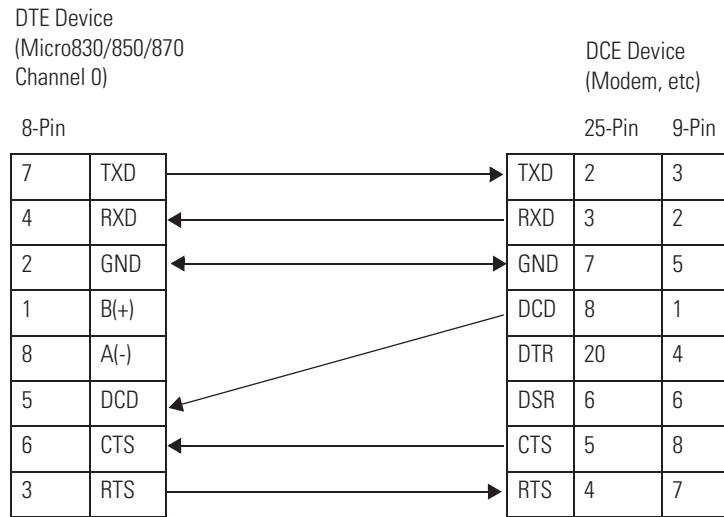 DTE Device
(Micro830/850/870
Channel 0)
DCE Device
(Modem, etc)
8-Pin
25-Pin 9-Pin
7 TXD TXD 2 3
4 RXD RXD 3 2
2 GND GND 7 5
1 B(+) DCD 8 1
8 A(-) DTR 20 4
5 DCD DSR 6 6
6 CTS CTS 5 8
3 RTS RTS 4 7